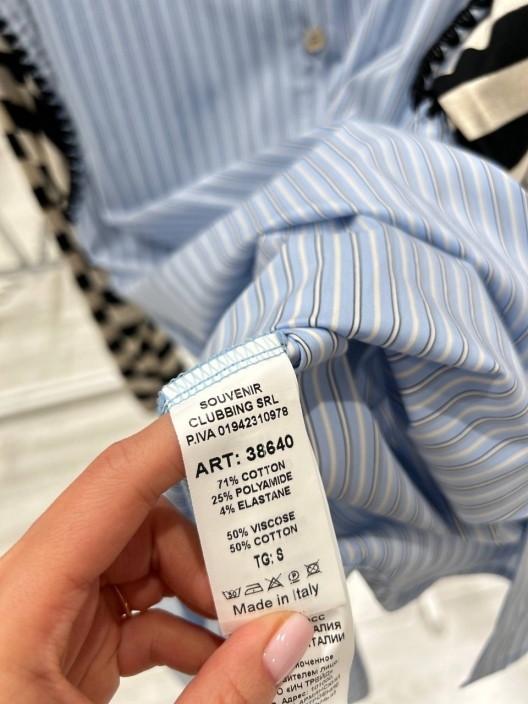 SOUVENIR
CLUBBING SRL
P.IVA 01942310978
ART: 38640
71% COTTON
25% POLYAMIDE
4% ELASTANE
50% VISCOSE
50% COTTON
TG: S
Made in Italy